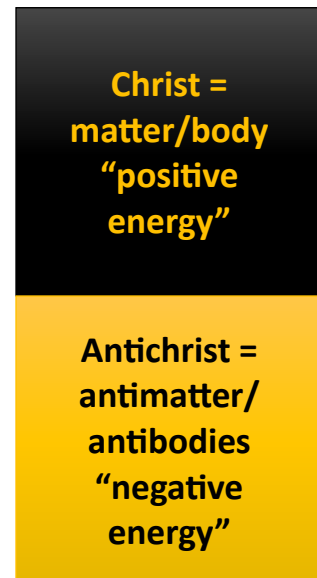 Christ =
matter/body
“positive
energy”
Antichrist =
antimatter/
antibodies
“negative
energy”